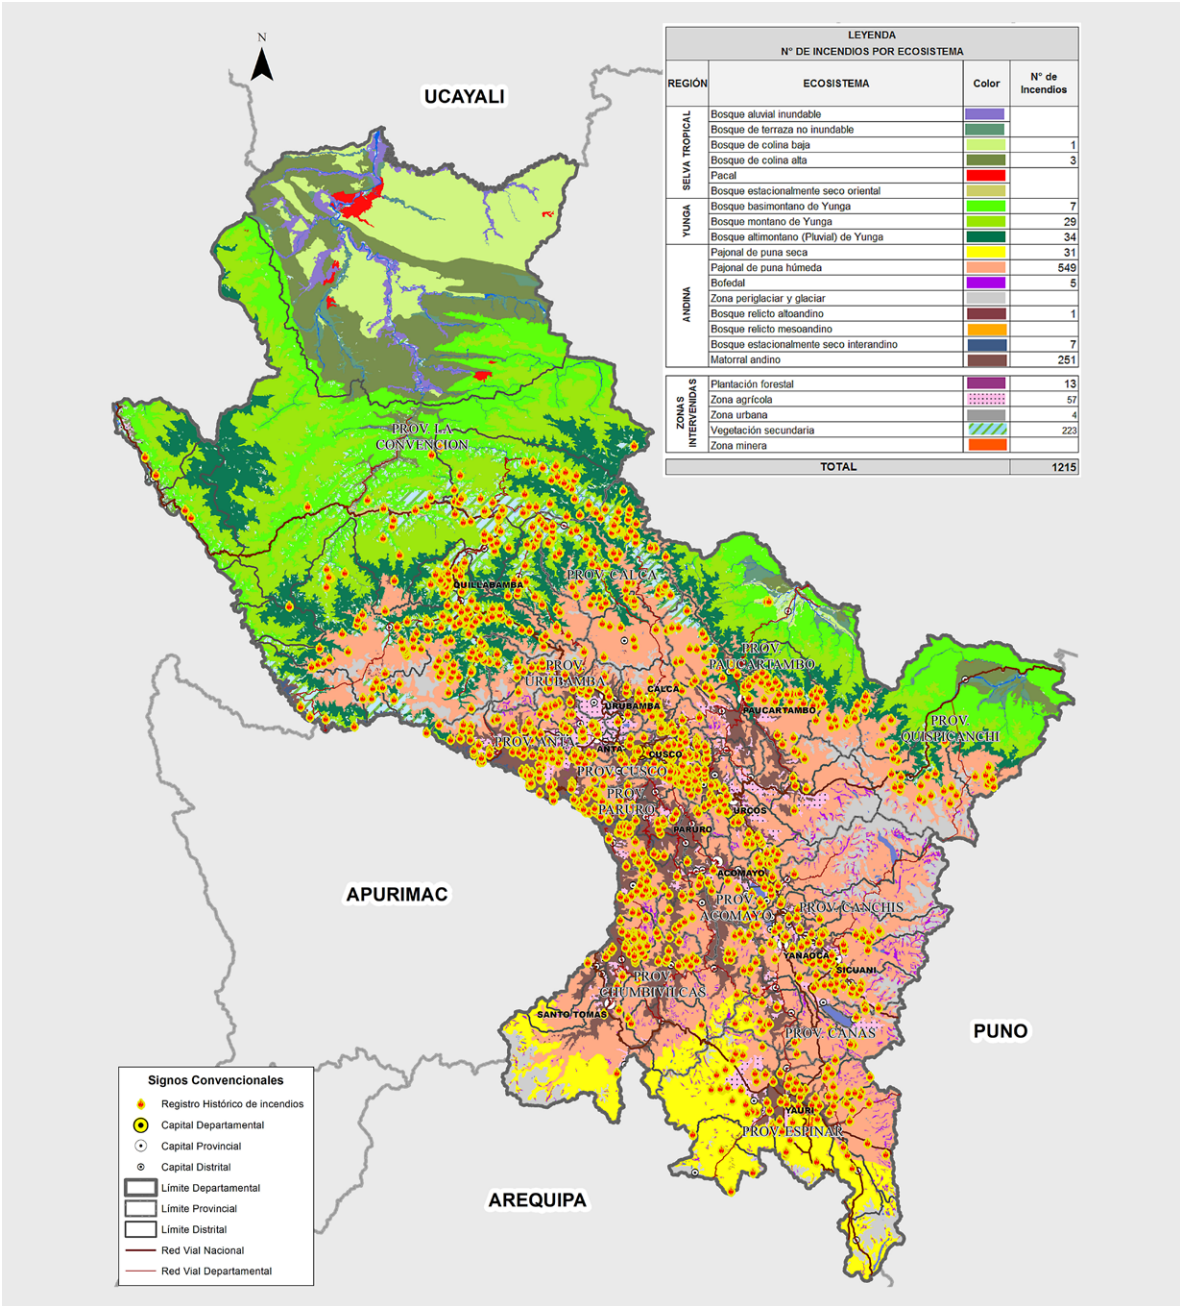 N
UCAYALI
LEYENDA
N° DE INCENDIOS POR ECOSISTEMA
REGIÓN ECOSISTEMA Color N° de Incendios
SELVA TROPICAL
Bosque aluvial inundable
Bosque de terraza no inundable
Bosque de colina baja 1
Bosque de colina alta 3
Pacal
Bosque estacionalmente seco oriental
YUNGA
Bosque basimontano de Yunga 7
Bosque montano de Yunga 29
Bosque altimontano (Pluvial) de Yunga 34
ANDINA
Pajonal de puna seca 31
Pajonal de puna húmeda 549
Bofedal 5
Zona periglaciar y glaciar
Bosque relicto altoandino 1
Bosque relicto mesoandino
Bosque estacionalmente seco interandino 7
Matorral andino 251
ZONAS INTERVENIDAS
Plantación forestal 13
Zona agrícola 57
Zona urbana 4
Vegetación secundaria 223
Zona minera
TOTAL 1215
PROV. LA
CONVENCION
PROV. CALCA
QUILLABAMBA
PROV.
PAUCARTAMBO
PROV.
URUBAMBA
CALCA
URUBAMBA
PAUCARTAMBO
PROV.
QUISPICANCHI
PROV. ANTA
ANTA
CUSCO
PROV. CUSCO
PROV.
PARURO
URCOS
PARURO
ACOMAYO
APURIMAC
PROV.
ACOMAYO
PROV. CANCHIS
YANAOCA
SICUANI
PROV.
CHUMBIVILCAS
SANTO TOMAS
PROV. CANAS
PUNO
YAURI
PROV. ESPINAR
AREQUIPA
Signos Convencionales
Registro Histórico de incendios
Capital Departamental
Capital Provincial
Capital Distrital
Límite Departamental
Límite Provincial
Límite Distrital
Red Vial Nacional
Red Vial Departamental